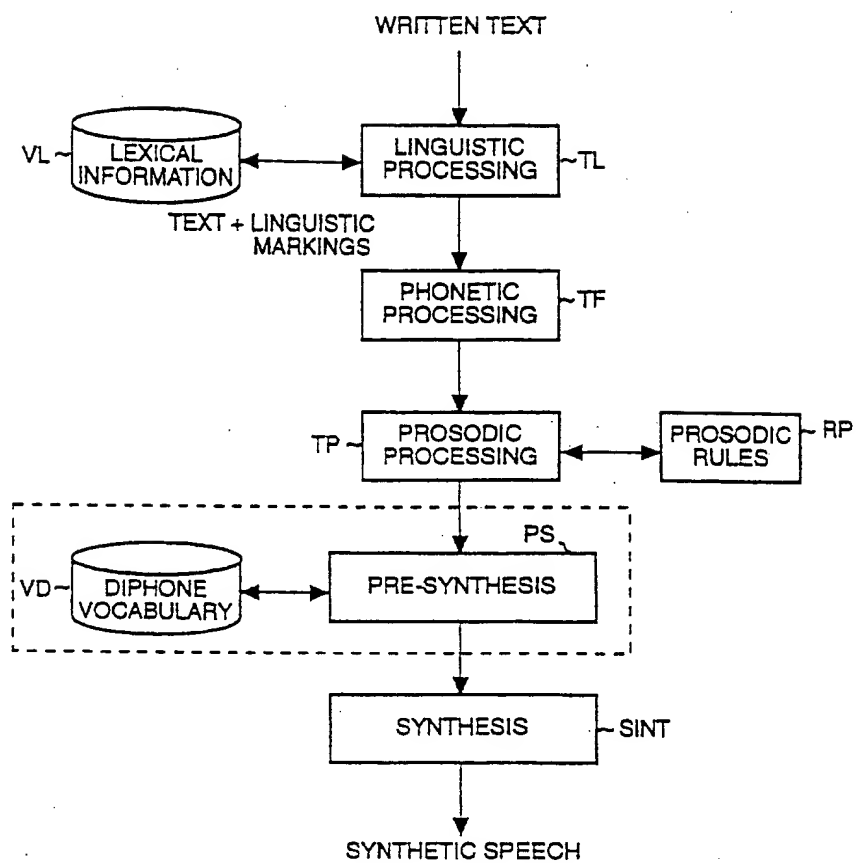 WRITTEN TEXT
VL
LEXICAL
INFORMATION
LINGUISTIC
PROCESSING
TL
TEXT + LINGUISTIC
MARKINGS
PHONETIC
PROCESSING
TF
TP
PROSODIC
PROCESSING
PROSODIC
RULES
RP
PS
VD
DIPHONE
VOCABULARY
PRE-SYNTHESIS
SYNTHESIS
SINT
SYNTHETIC SPEECH